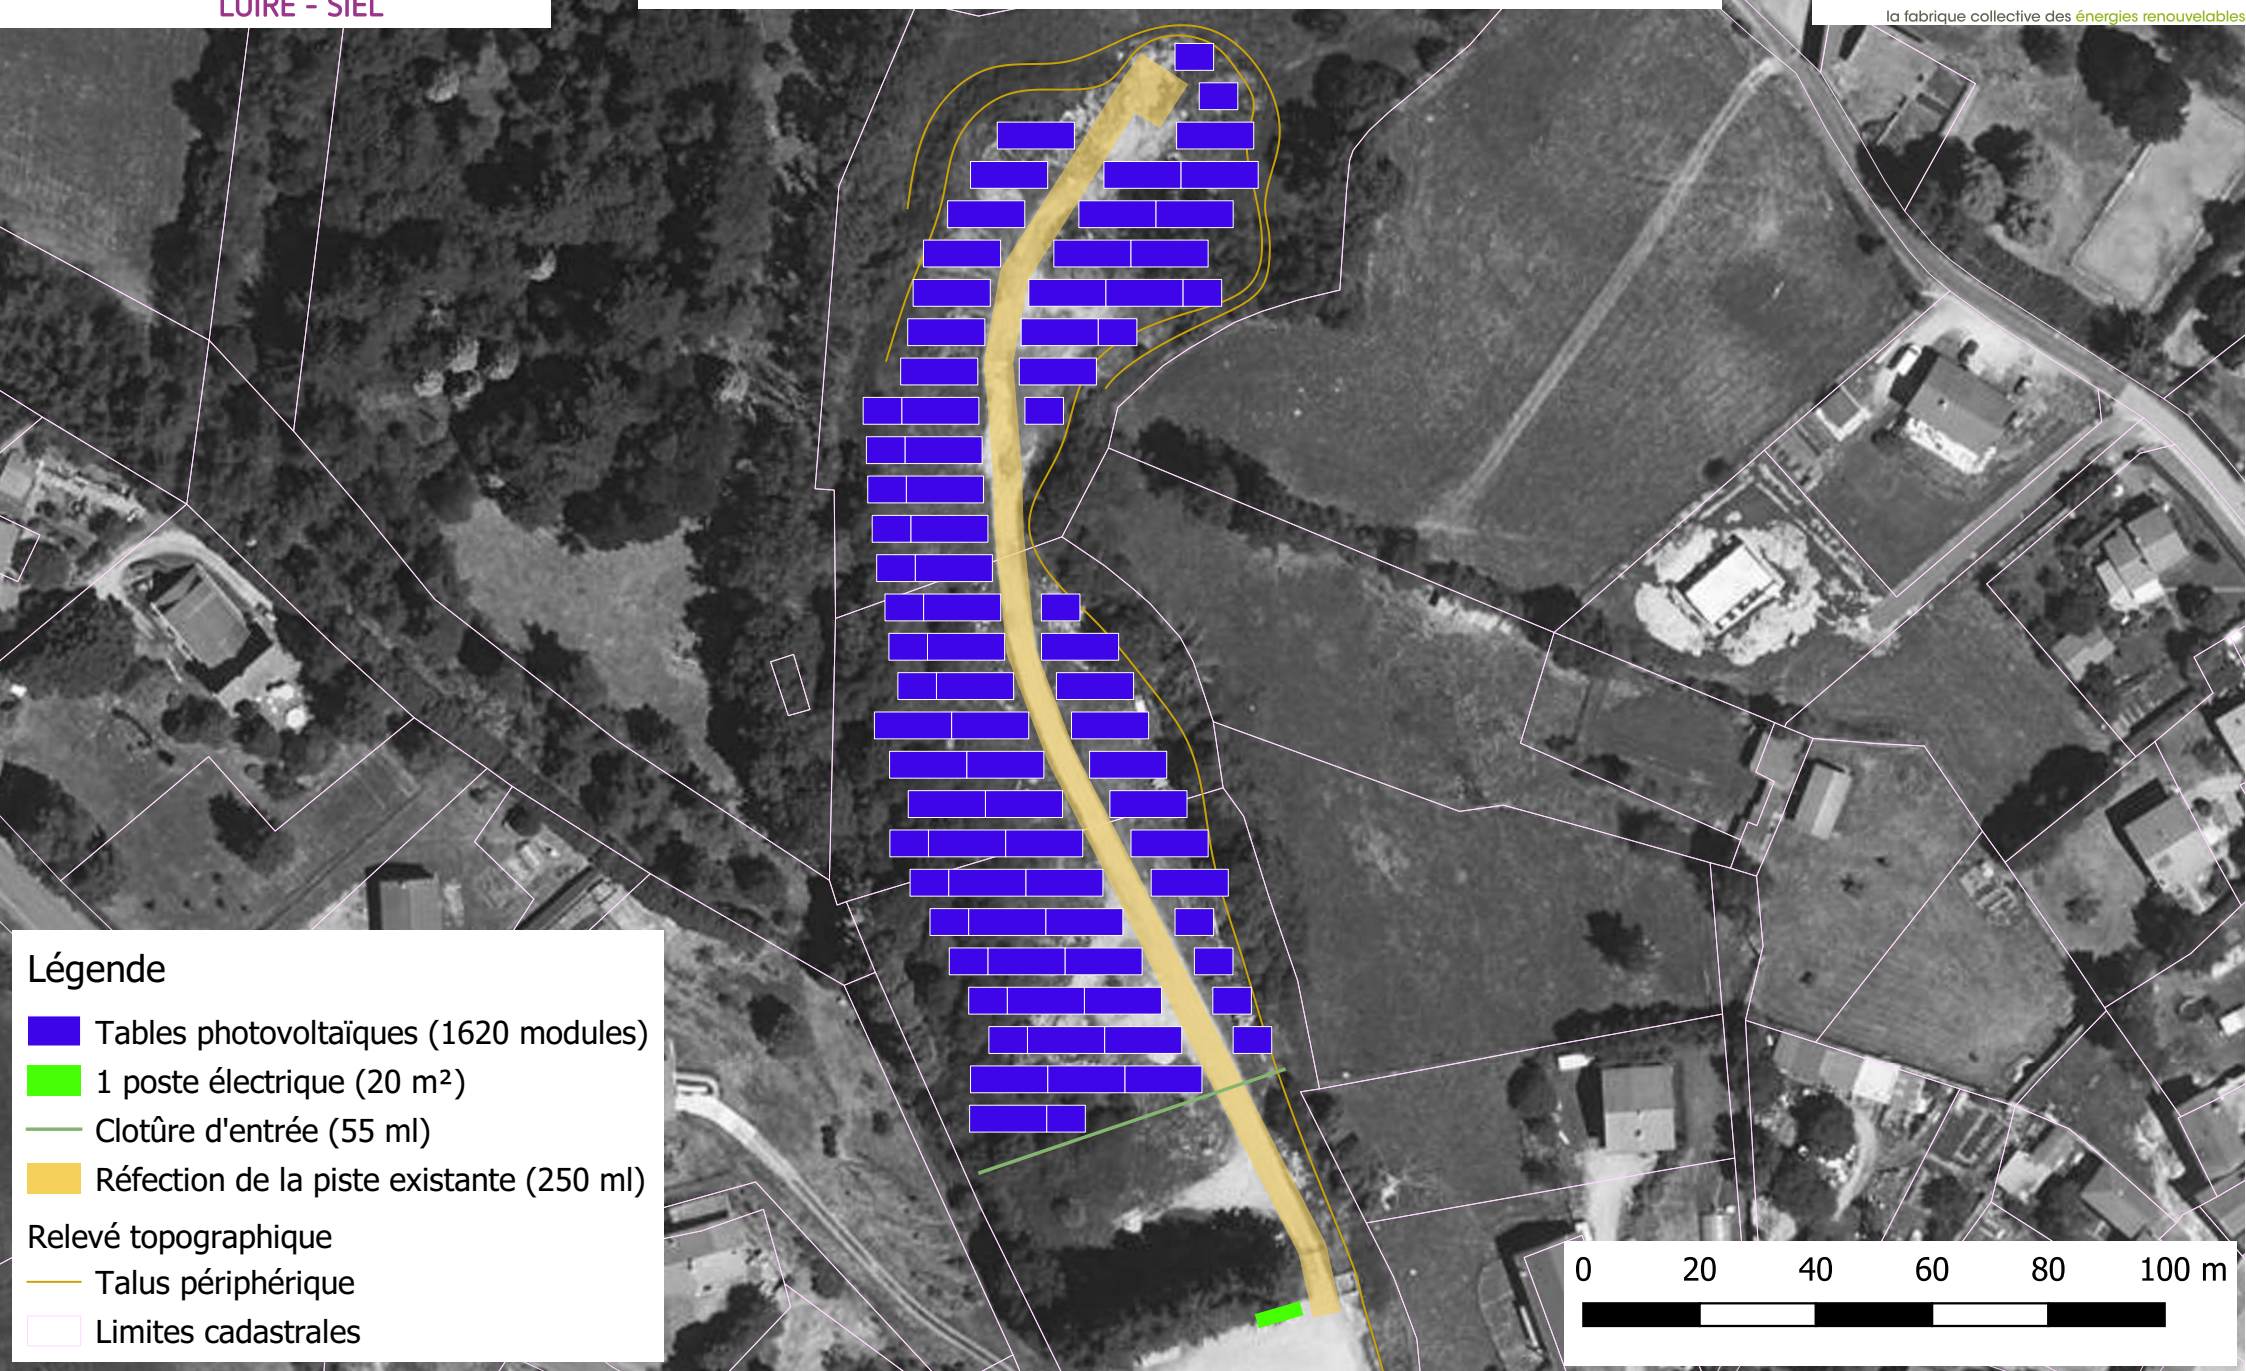 LOIRE - SIEL
la fabrique collective des énergies renouvelables
Légende
Tables photovoltaïques (1620 modules)
1 poste électrique (20 m²)
Clotûre d'entrée (55 ml)
Réfection de la piste existante (250 ml)
Relevé topographique
Talus périphérique
Limites cadastrales
0 20 40 60 80 100 m